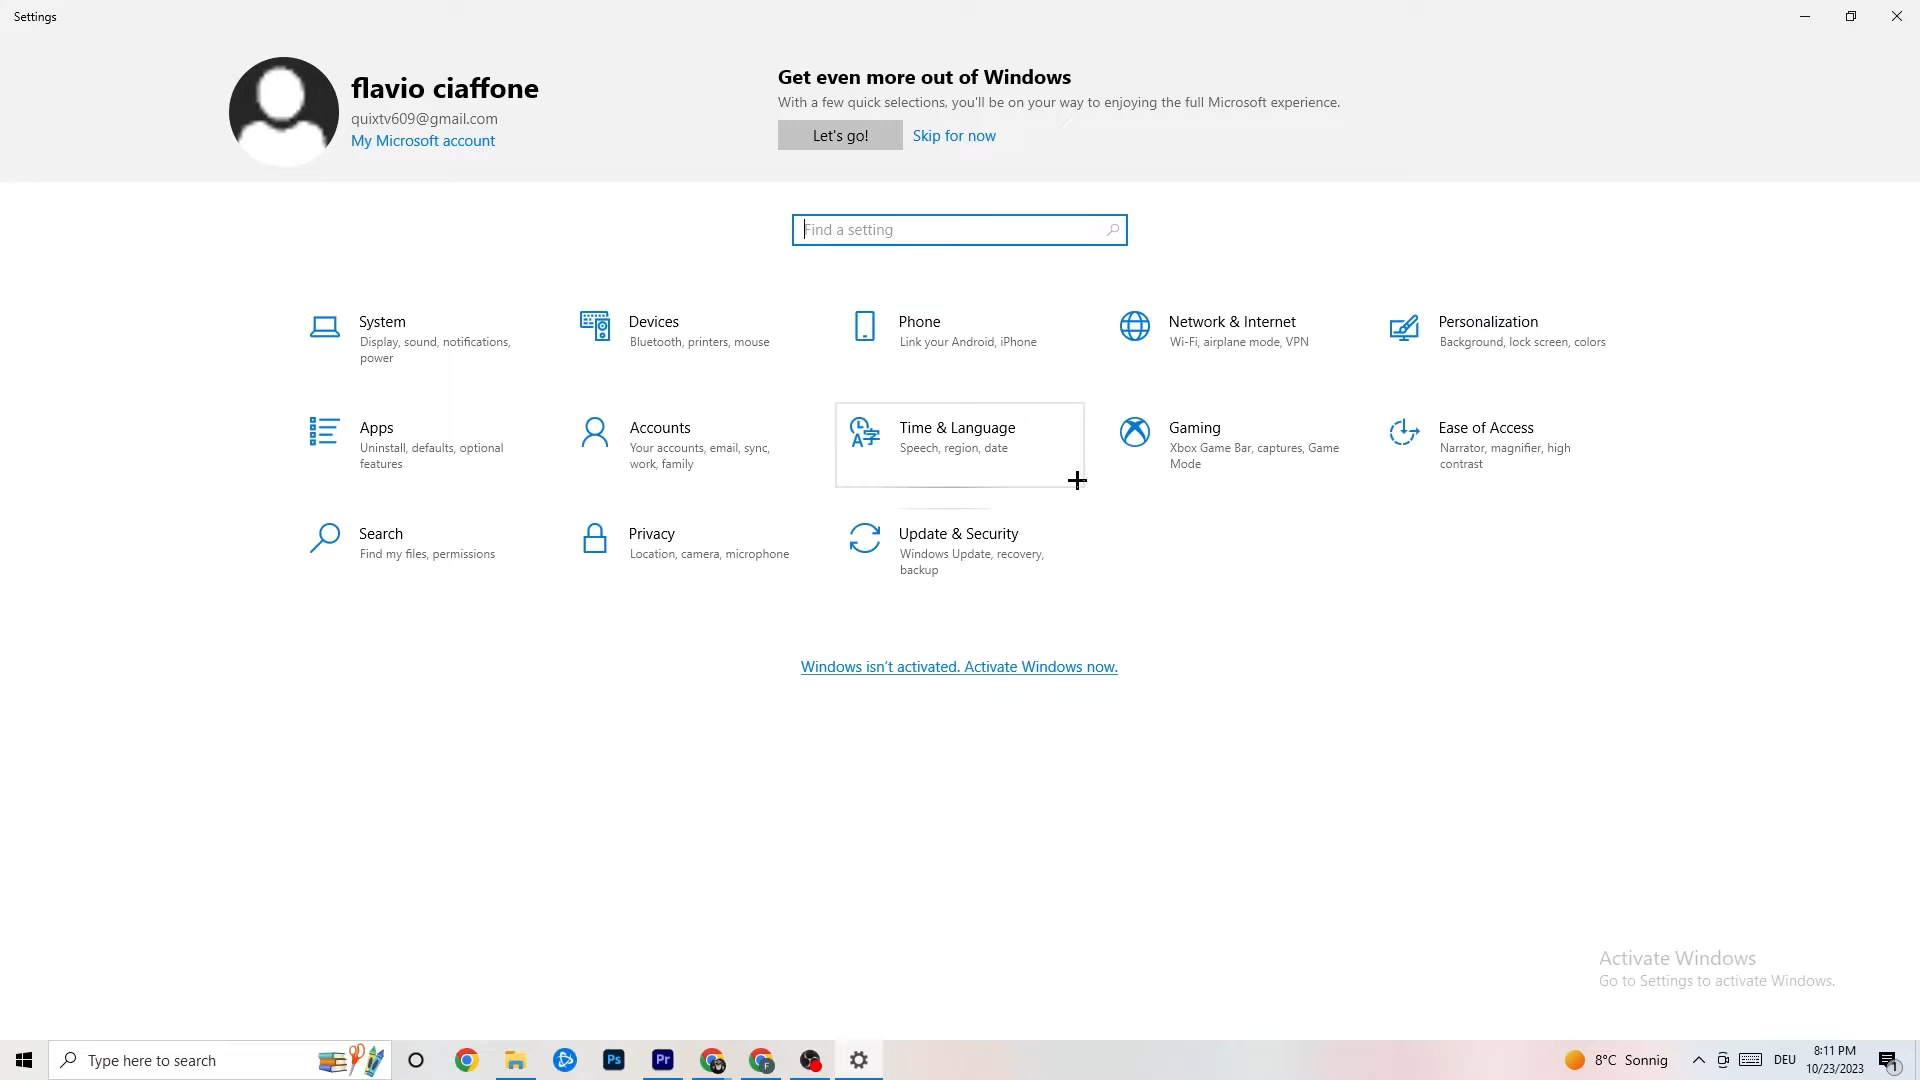 Settings
flavio ciaffone
quixtv609@gmail.com
My Microsoft account
Get even more out of Windows
With a few quick selections, you'll be on your way to enjoying the full Microsoft experience.
Let's go!
Skip for now
Find a setting
System
Display, sound, notifications,
power
Devices
Bluetooth, printers, mouse
Phone
Link your Android, iPhone
Network & Internet
Wi-Fi, airplane mode, VPN
Personalization
Background, lock screen, colors
Apps
Uninstall, defaults, optional
features
Accounts
Your accounts, email, sync,
work, family
Time & Language
Speech, region, date
Gaming
Xbox Game Bar, captures, Game
Mode
Ease of Access
Narrator, magnifier, high
contrast
Search
Find my files, permissions
Privacy
Location, camera, microphone
Update & Security
Windows Update, recovery,
backup
Windows isn't activated. Activate Windows now.
Activate Windows
Go to Settings to activate Windows.
Type here to search
Ps
Pr
F
8°C Sonnig
DEU
8:11 PM
10/23/2023
1